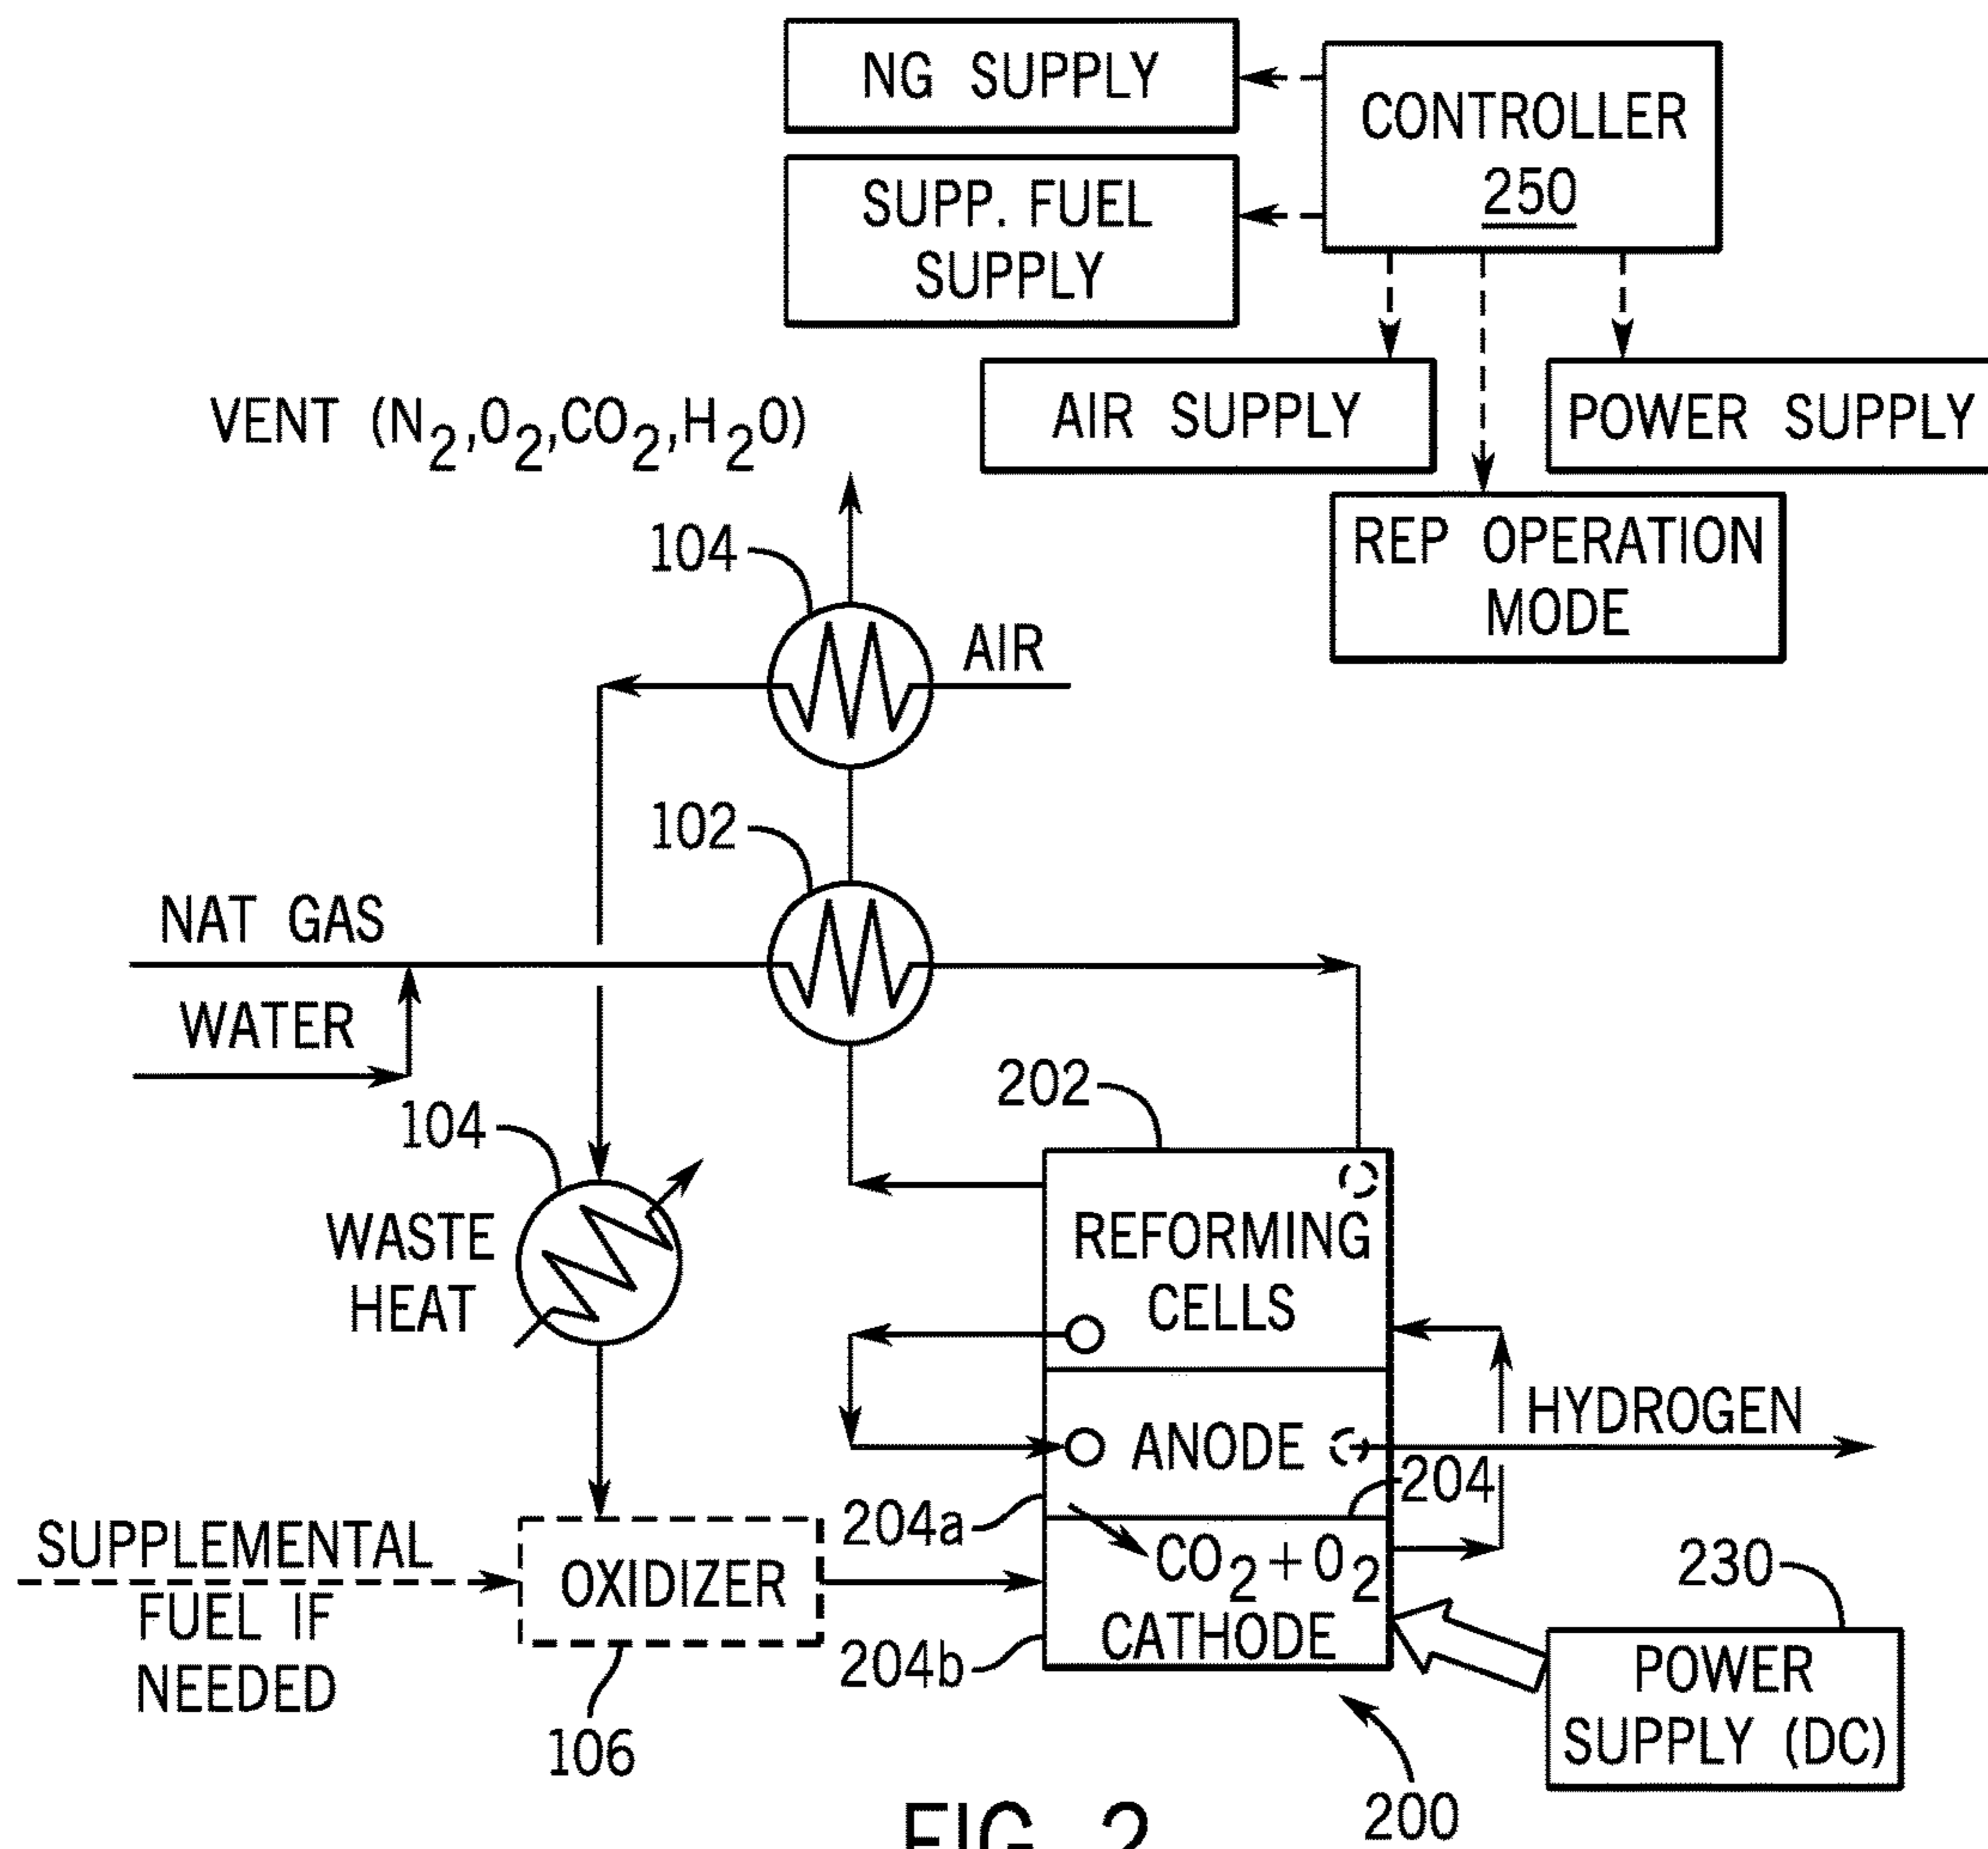 NG SUPPLY
CONTROLLER
250
SUPP. FUEL
SUPPLY
AIR SUPPLY
POWER SUPPLY
REP OPERATION
MODE
VENT (N2,O2,CO2,H2O)
104
AIR
102
NAT GAS
WATER
104
WASTE
HEAT
202
REFORMING
CELLS
HYDROGEN
ANODE
204
204a
CO2+O2
CATHODE
204b
SUPPLEMENTAL
FUEL IF
NEEDED
OXIDIZER
106
230
POWER
SUPPLY (DC)
200
FIG. 2